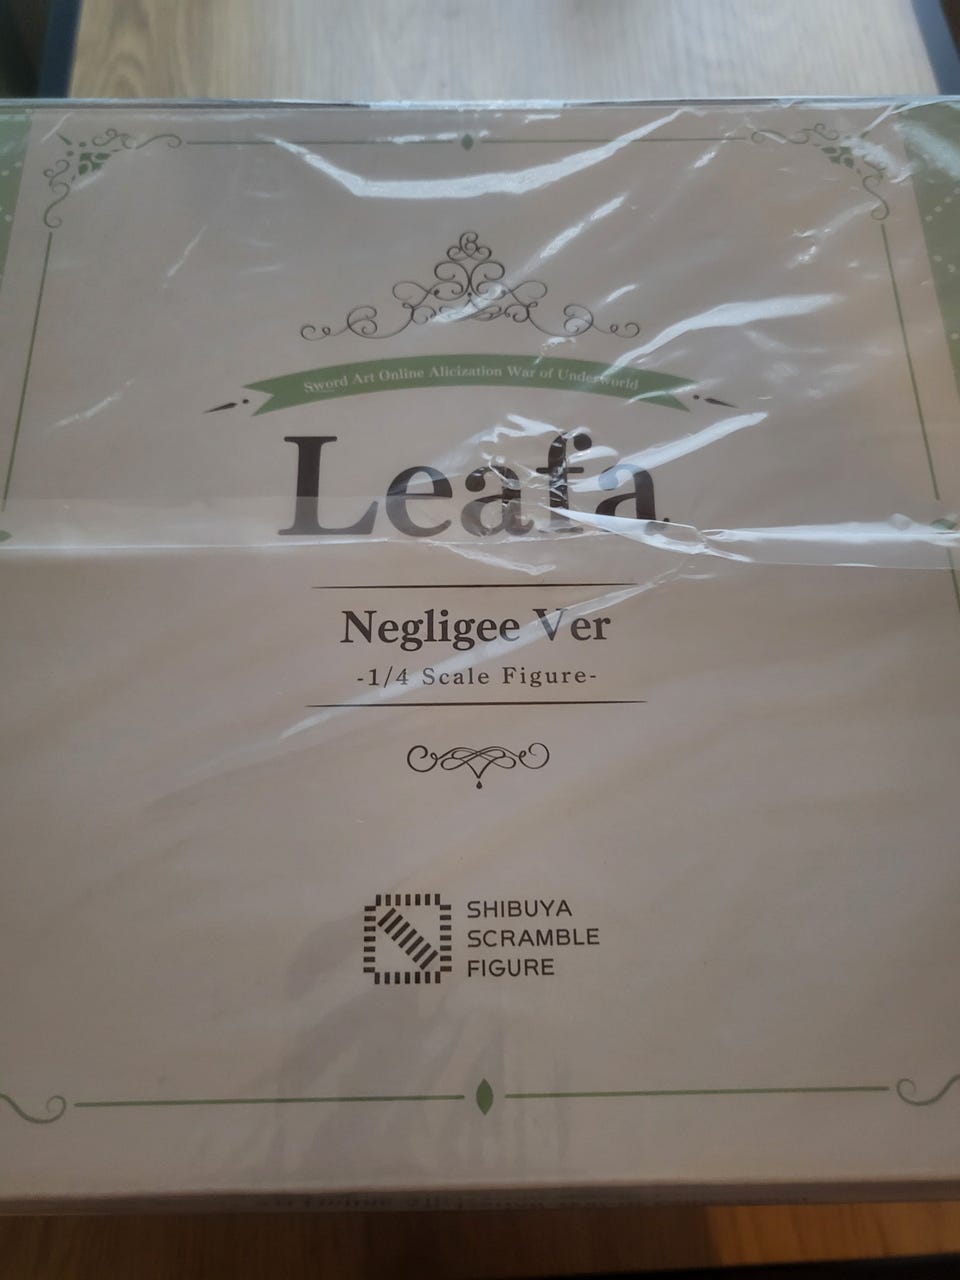 Sword Art Online Alicization War of Underworld
Leafa
Negligee Ver
-1/4 Scale Figure-
SHIBUYA
SCRAMBLE
FIGURE